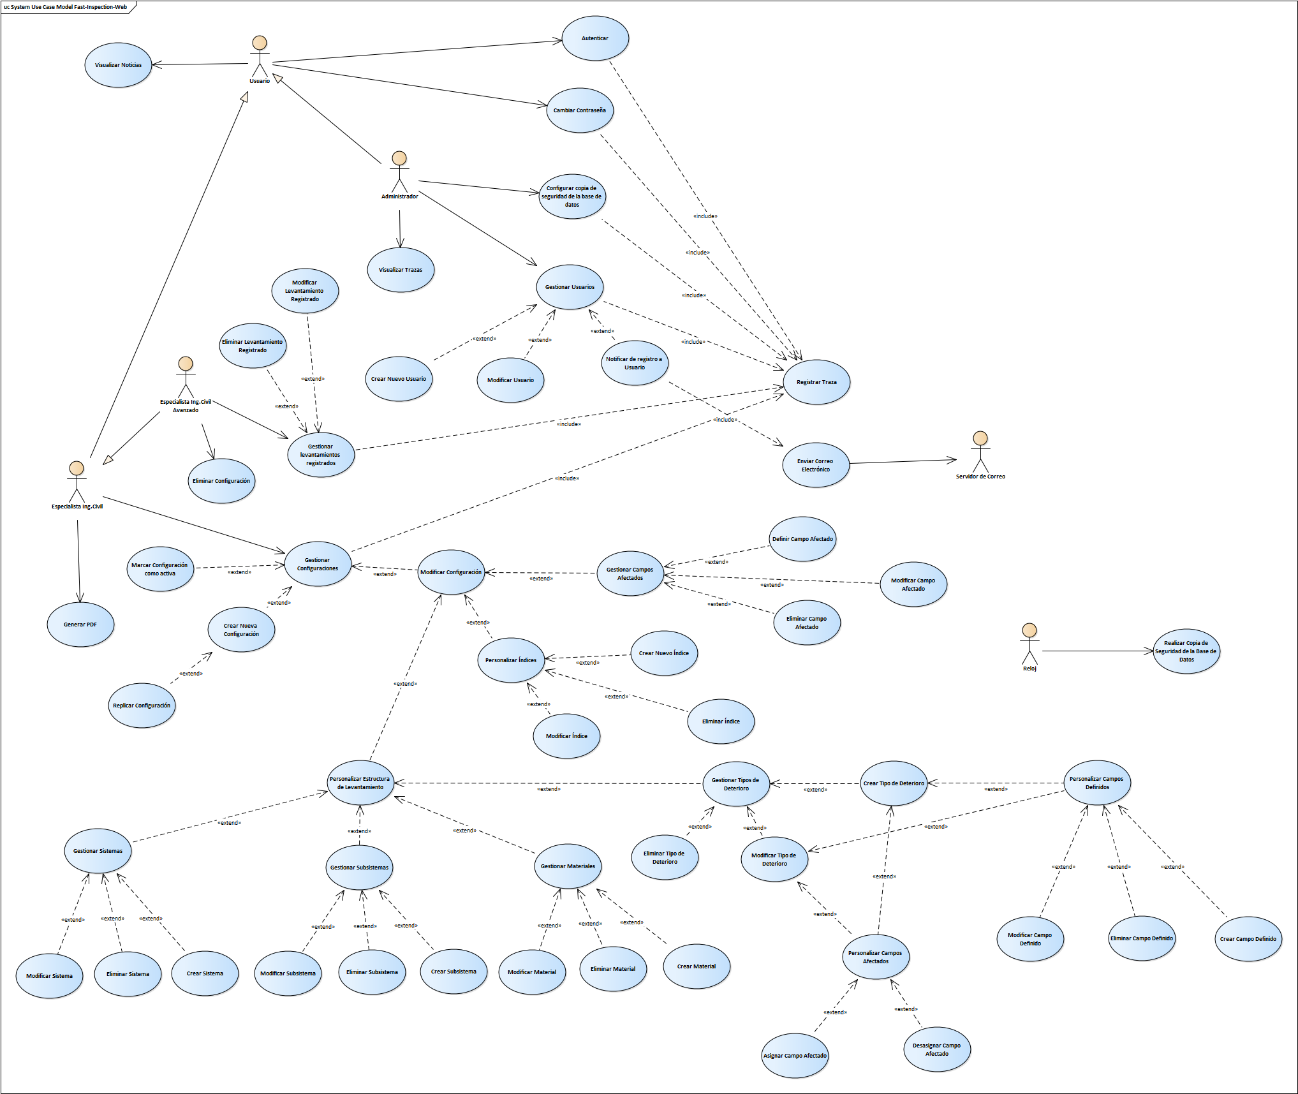 uc System Use Case Model Fast-Inspection-Web
Autenticar
Visualizar Noticias
Usuario
Cambiar Contraseña
Administrador
Configurar copia de
seguridad de la base de
datos
«include»
«include»
Visualizar Trazas
Modificar
Levantamiento
Registrado
Gestionar Usuarios
«include»
Eliminar Levantamiento
Registrado
«extend»
«extend»
«extend»
«include»
Notificar de registro a
Usuario
Crear Nuevo Usuario
Modificar Usuario
«extend»
Registrar Traza
Especialista Ing.Civil
Avanzado
«extend»
«include»
«include»
Gestionar
levantamientos
registrados
Enviar Correo
Electrónico
Servidor de Correo
Eliminar Configuración
«include»
Especialista Ing.Civil
Definir Campo Afectado
Gestionar
Configuraciones
Marcar Configuración
como activa
«extend»
«extend»
Modificar Configuración
«extend»
Gestionar Campos
Afectados
«extend»
«extend»
Modificar Campo
Afectado
«extend»
«extend»
Eliminar Campo
Afectado
Generar PDF
Crear Nueva
Configuración
«extend»
Personalizar Índices
«extend»
Crear Nuevo Índice
Reloj
Realizar Copia de
Seguridad de la Base de
Datos
«extend»
«extend»
«extend»
«extend»
Replicar Configuración
Eliminar Índice
Modificar Índice
Personalizar Estructura
de Levantamiento
«extend»
Gestionar Tipos de
Deterioro
«extend»
Crear Tipo de Deterioro
«extend»
Personalizar Campos
Definidos
«extend»
«extend»
«extend»
«extend»
«extend»
«extend»
Gestionar Sistemas
Gestionar Subsistemas
Gestionar Materiales
Eliminar Tipo de
Deterioro
Modificar Tipo de
Deterioro
«extend»
«extend»
«extend»
«extend»
«extend»
«extend»
«extend»
«extend»
«extend»
«extend»
«extend»
«extend»
«extend»
«extend»
Modificar Campo
Definido
Eliminar Campo Definido
Crear Campo Definido
Modificar Sistema
Eliminar Sistema
Crear Sistema
Modificar Subsistema
Eliminar Subsistema
Crear Subsistema
Modificar Material
Eliminar Material
Crear Material
Personalizar Campos
Afectados
«extend»
«extend»
Asignar Campo Afectado
Desasignar Campo
Afectado